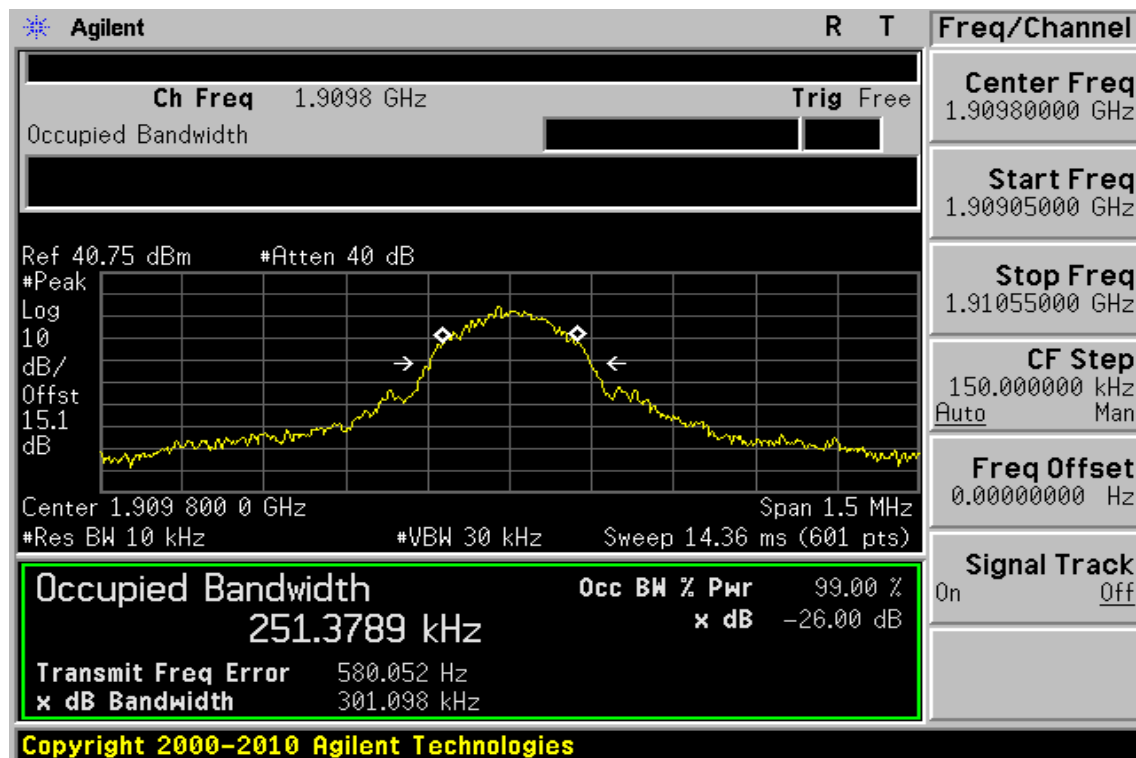 Agilent R T Freq/Channel
Ch Freq 1.9098 GHz Trig Free
Occupied Bandwidth
Center Freq
1.90980000 GHz
Start Freq
1.90905000 GHz
Stop Freq
1.91055000 GHz
CF Step
150.000000 kHz
Auto Man
Freq Offset
0.00000000 Hz
Signal Track
On Off
Ref 40.75 dBm #Atten 40 dB
#Peak
Log
10
dB/
Offst
15.1
dB
Center 1.909 800 0 GHz Span 1.5 MHz
#Res BW 10 kHz #VBW 30 kHz Sweep 14.36 ms (601 pts)
Occupied Bandwidth Occ BW % Pwr 99.00 %
251.3789 kHz x dB -26.00 dB
Transmit Freq Error 580.052 Hz
x dB Bandwidth 301.098 kHz
Copyright 2000-2010 Agilent Technologies